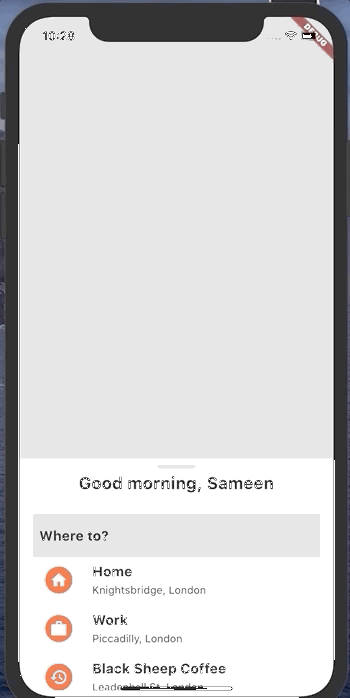 10:28
DEBUG
Good morning, Sameen
Where to?
Home
Knightsbridge, London
Work
Piccadilly, London
Black Sheep Coffee
Leadenhall St, London